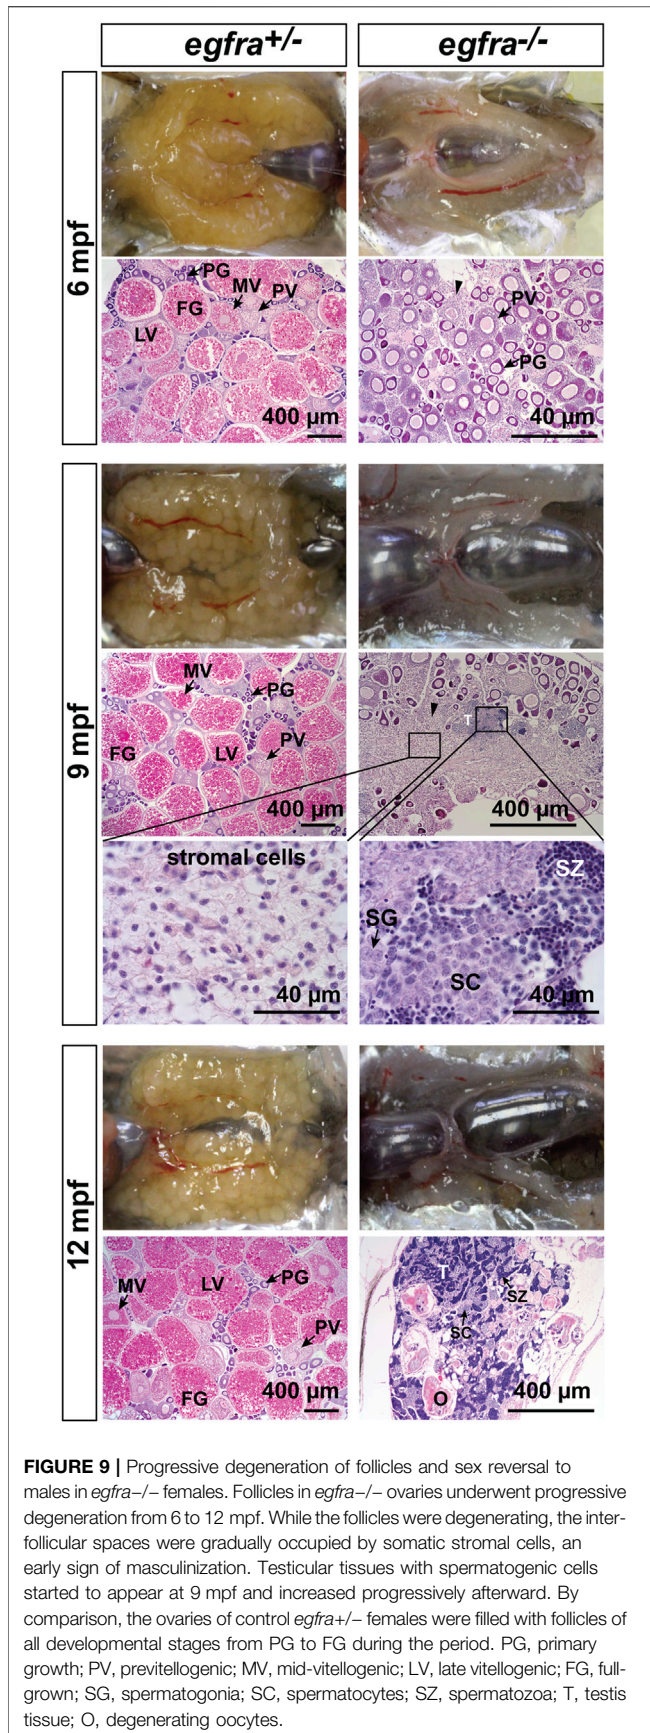 egfra+/-
egfra-/-
6 mpf
PG
MV
PV
FG
LV
400 µm
PV
PG
40 µm
9 mpf
MV
PG
FG
LV
PV
400 µm
T
400 µm
stromal cells
40 µm
SZ
SG
SC
40 µm
12 mpf
MV
LV
PG
PV
FG
400 µm
T
SZ
SC
O
400 µm
FIGURE 9 | Progressive degeneration of follicles and sex reversal to
males in egfra−/− females. Follicles in egfra−/− ovaries underwent progressive
degeneration from 6 to 12 mpf. While the follicles were degenerating, the inter-
follicular spaces were gradually occupied by somatic stromal cells, an
early sign of masculinization. Testicular tissues with spermatogenic cells
started to appear at 9 mpf and increased progressively afterward. By
comparison, the ovaries of control egfra+/− females were filled with follicles of
all developmental stages from PG to FG during the period. PG, primary
growth; PV, previtellogenic; MV, mid-vitellogenic; LV, late vitellogenic; FG, full-
grown; SG, spermatogonia; SC, spermatocytes; SZ, spermatozoa; T, testis
tissue; O, degenerating oocytes.